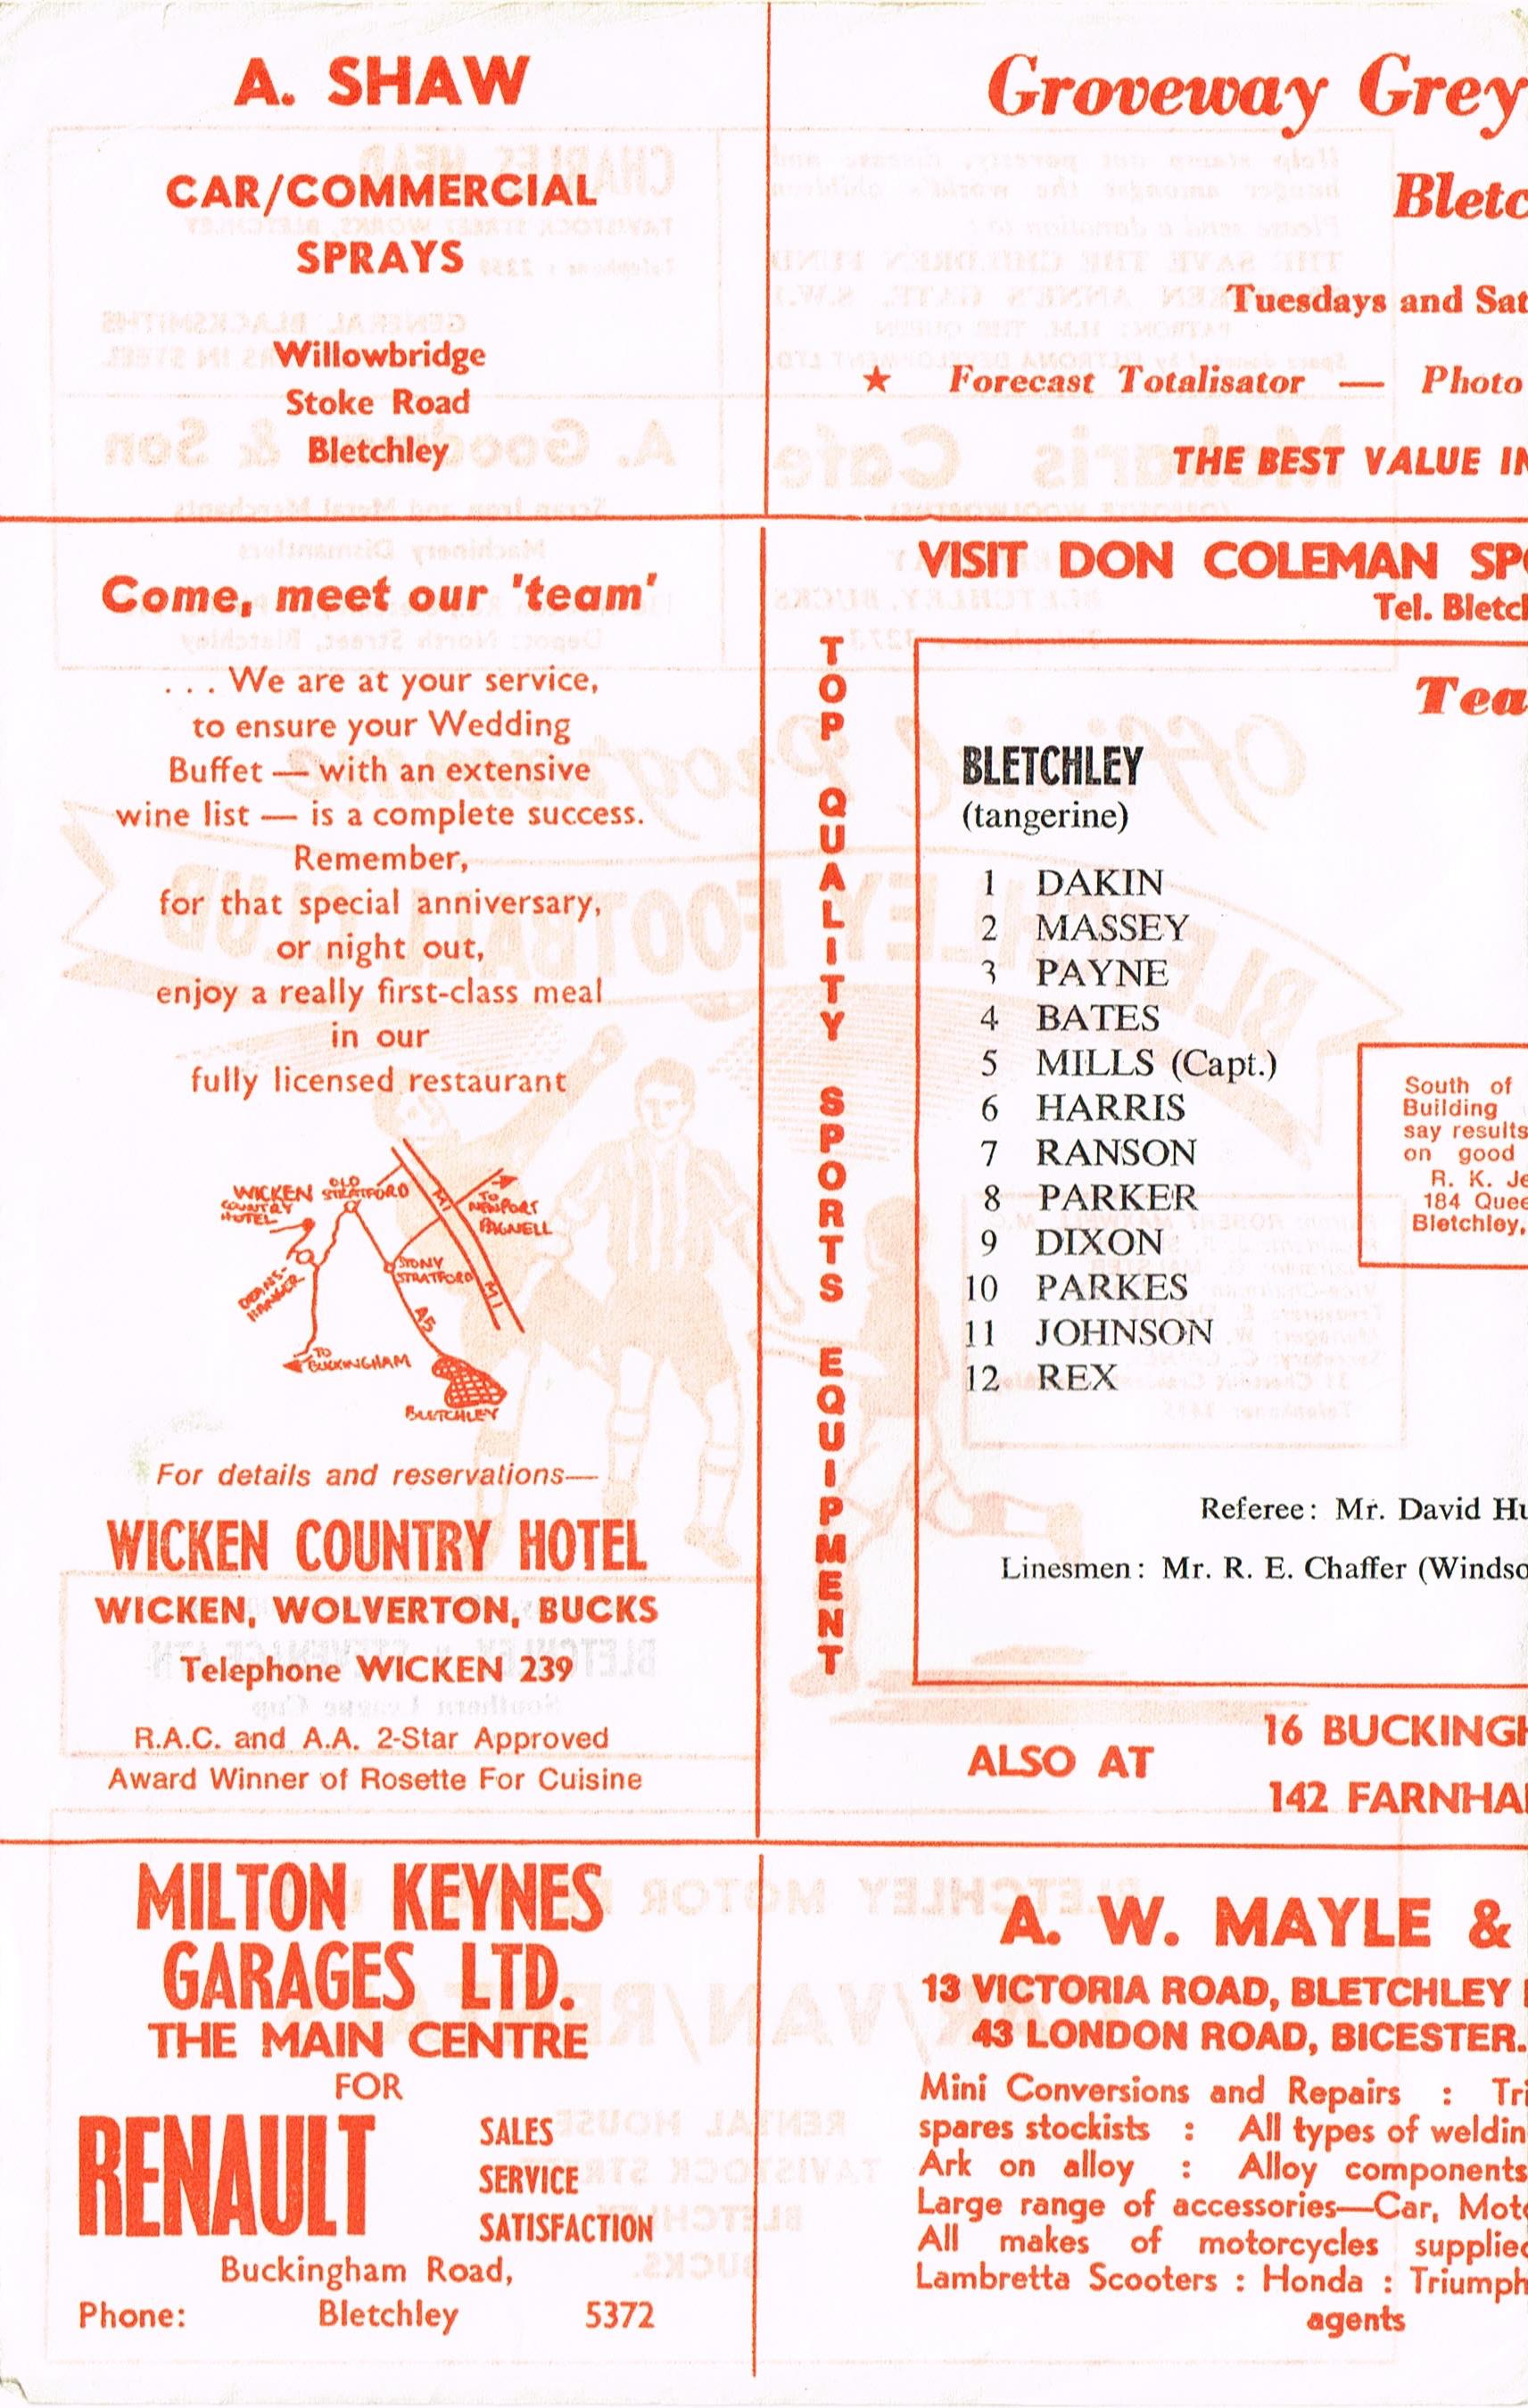 A. SHAW
CAR/COMMERCIAL
SPRAYS
Willowbridge
Stoke Road
Bletchley
Groveway Grey
Bletc
Tuesdays and Sat
★ Forecast Totalisator — Photo
THE BEST VALUE IN
Come, meet our 'team'
. . . We are at your service,
to ensure your Wedding
Buffet — with an extensive
wine list — is a complete success.
Remember,
for that special anniversary,
or night out,
enjoy a really first-class meal
in our
fully licensed restaurant
WICKEN
COUNTRY
HOTEL
OLD
STRATFORD
M1
TO
NEWPORT
PAGNELL
STONY
STRATFORD
DEANS-
HANGER
M1
A5
TO
BUCKINGHAM
BLETCHLEY
For details and reservations—
WICKEN COUNTRY HOTEL
WICKEN, WOLVERTON, BUCKS
Telephone WICKEN 239
R.A.C. and A.A. 2-Star Approved
Award Winner of Rosette For Cuisine
VISIT DON COLEMAN SPO
Tel. Bletch
TOP QUALITY SPORTS EQUIPMENT
Tea
BLETCHLEY
(tangerine)
1 DAKIN
2 MASSEY
3 PAYNE
4 BATES
5 MILLS (Capt.)
6 HARRIS
7 RANSON
8 PARKER
9 DIXON
10 PARKES
11 JOHNSON
12 REX
South of
Building
say results
on good
R. K. Je
184 Quee
Bletchley,
Referee: Mr. David Hu
Linesmen: Mr. R. E. Chaffer (Windso
ALSO AT
16 BUCKINGH
142 FARNHA
MILTON KEYNES
GARAGES LTD.
THE MAIN CENTRE
FOR
RENAULT
SALES
SERVICE
SATISFACTION
Buckingham Road,
Phone: Bletchley 5372
A. W. MAYLE &
13 VICTORIA ROAD, BLETCHLEY
43 LONDON ROAD, BICESTER.
Mini Conversions and Repairs : Tri
spares stockists : All types of weldin
Ark on alloy : Alloy components
Large range of accessories—Car, Moto
All makes of motorcycles supplied
Lambretta Scooters : Honda : Triumph
agents